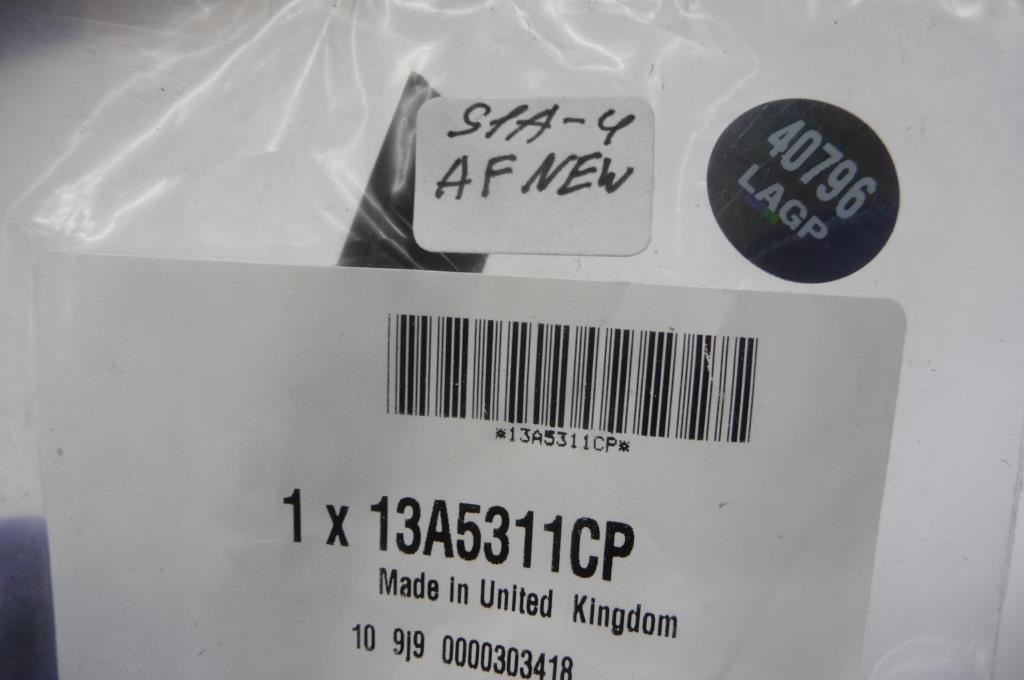 S1A-4
AF NEW
40796
LAGP
*13A5311CP*
1 x 13A5311CP
Made in United Kingdom
10 9j9 0000303418